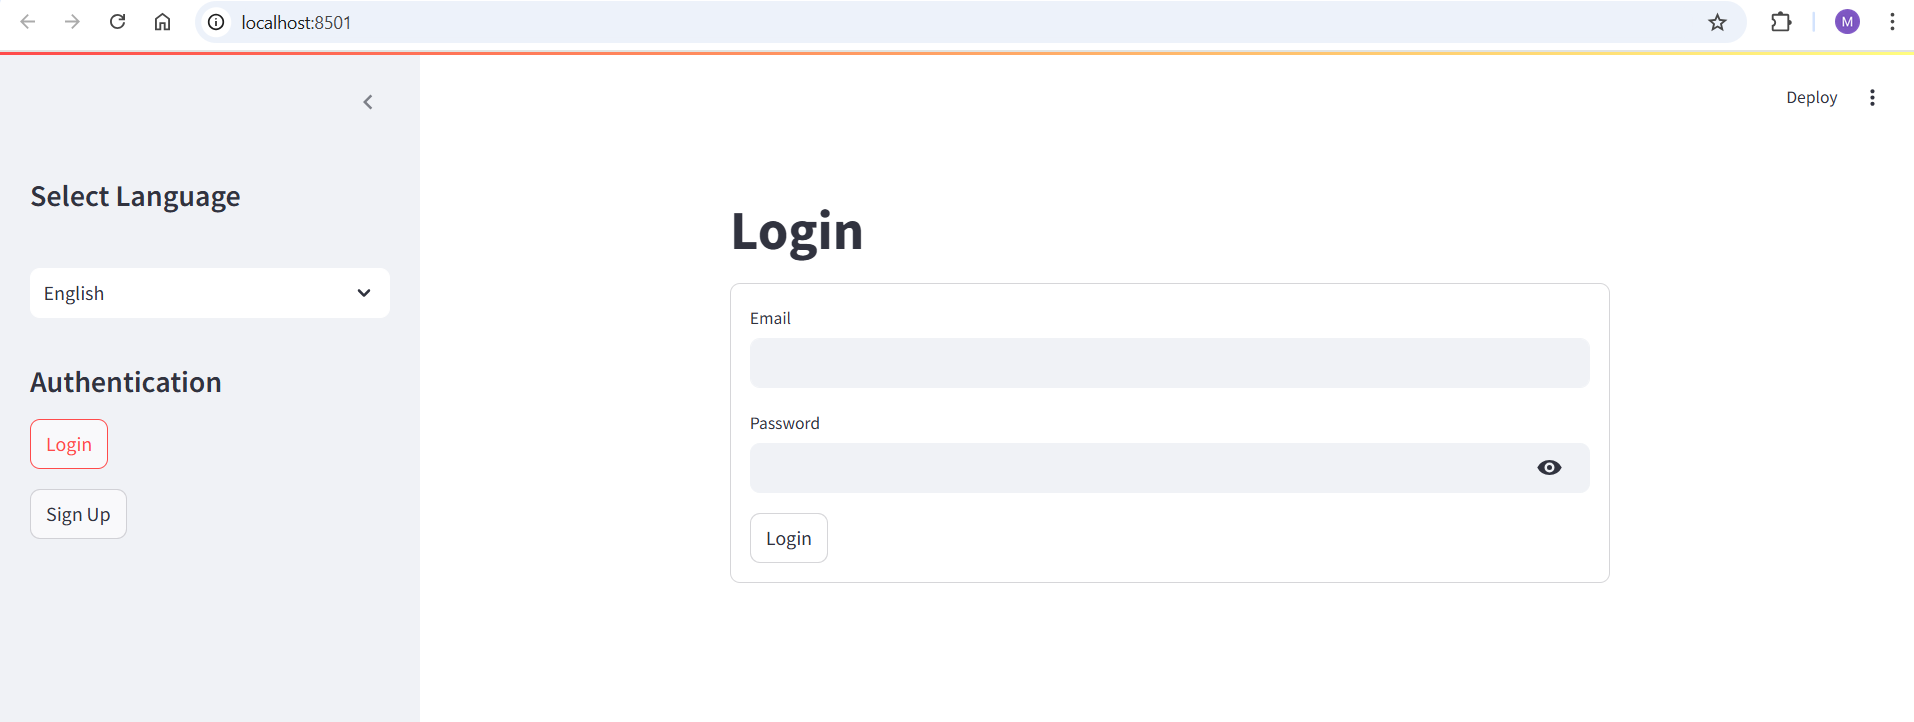 localhost:8501
M
Deploy
Select Language
English
Authentication
Login
Sign Up
Login
Email
Password
Login